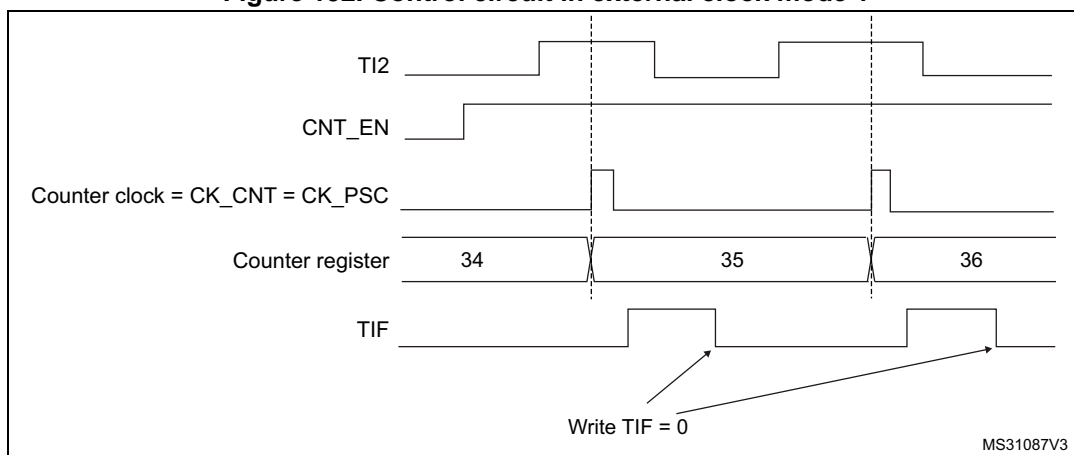 Figure Control circuit in external clock mode 1
TI2
CNT_EN
Counter clock = CK_CNT = CK_PSC
Counter register 34 35 36
TIF
Write TIF = 0
MS31087V3